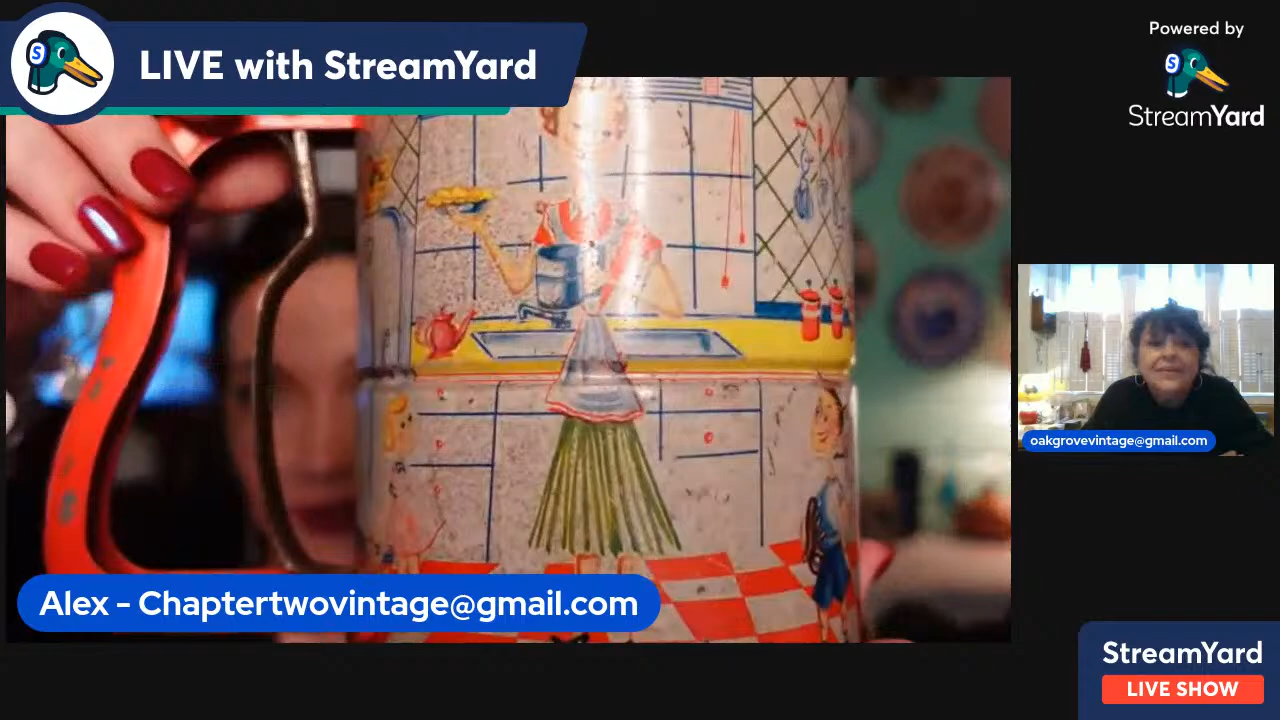 S
LIVE with StreamYard
Powered by
S
StreamYard
oakgrovevintage@gmail.com
Alex - Chaptertwovintage@gmail.com
StreamYard
LIVE SHOW